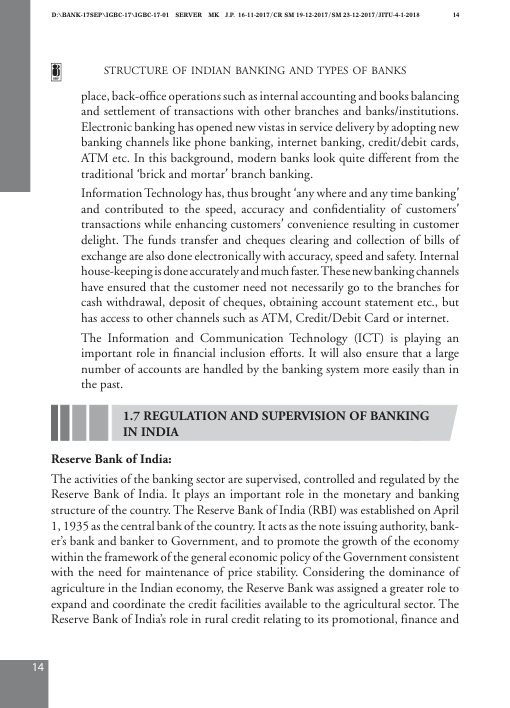 D:\BANK-17SEP\IGBC-17\IGBC-17-01 SERVER MK J.P. 16-11-2017/CR SM 19-12-2017/SM 23-12-2017/JITU-4-1-2018 14
STRUCTURE OF INDIAN BANKING AND TYPES OF BANKS
place, back-office operations such as internal accounting and books balancing
and settlement of transactions with other branches and banks/institutions.
Electronic banking has opened new vistas in service delivery by adopting new
banking channels like phone banking, internet banking, credit/debit cards,
ATM etc. In this background, modern banks look quite different from the
traditional ‘brick and mortar’ branch banking.
Information Technology has, thus brought ‘any where and any time banking’
and contributed to the speed, accuracy and confidentiality of customers’
transactions while enhancing customers’ convenience resulting in customer
delight. The funds transfer and cheques clearing and collection of bills of
exchange are also done electronically with accuracy, speed and safety. Internal
house-keeping is done accurately and much faster. These new banking channels
have ensured that the customer need not necessarily go to the branches for
cash withdrawal, deposit of cheques, obtaining account statement etc., but
has access to other channels such as ATM, Credit/Debit Card or internet.
The Information and Communication Technology (ICT) is playing an
important role in financial inclusion efforts. It will also ensure that a large
number of accounts are handled by the banking system more easily than in
the past.
1.7 REGULATION AND SUPERVISION OF BANKING
IN INDIA
Reserve Bank of India:
The activities of the banking sector are supervised, controlled and regulated by the
Reserve Bank of India. It plays an important role in the monetary and banking
structure of the country. The Reserve Bank of India (RBI) was established on April
1, 1935 as the central bank of the country. It acts as the note issuing authority, bank-
er’s bank and banker to Government, and to promote the growth of the economy
within the framework of the general economic policy of the Government consistent
with the need for maintenance of price stability. Considering the dominance of
agriculture in the Indian economy, the Reserve Bank was assigned a greater role to
expand and coordinate the credit facilities available to the agricultural sector. The
Reserve Bank of India’s role in rural credit relating to its promotional, finance and
14